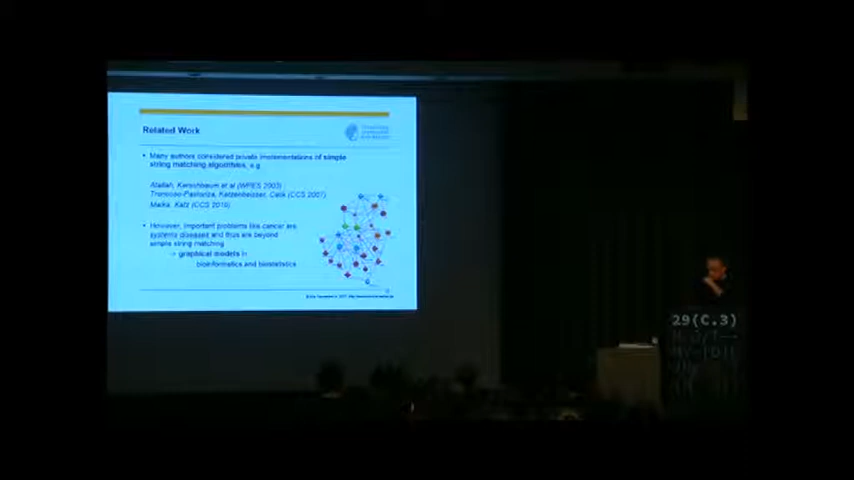 Related Work
• Many authors considered private implementations of simple
string matching algorithms, e.g.
Atallah, Kerschbaum et al (WPES 2003)
Troncoso-Pastoriza, Katzenbeisser, Celik (CCS 2007)
Katz (CCS 2010)
• However, important problems like cancer are
systems diseases and thus are beyond
simple string matching
→ graphical models in
bioinformatics and biostatistics
29(C.3)